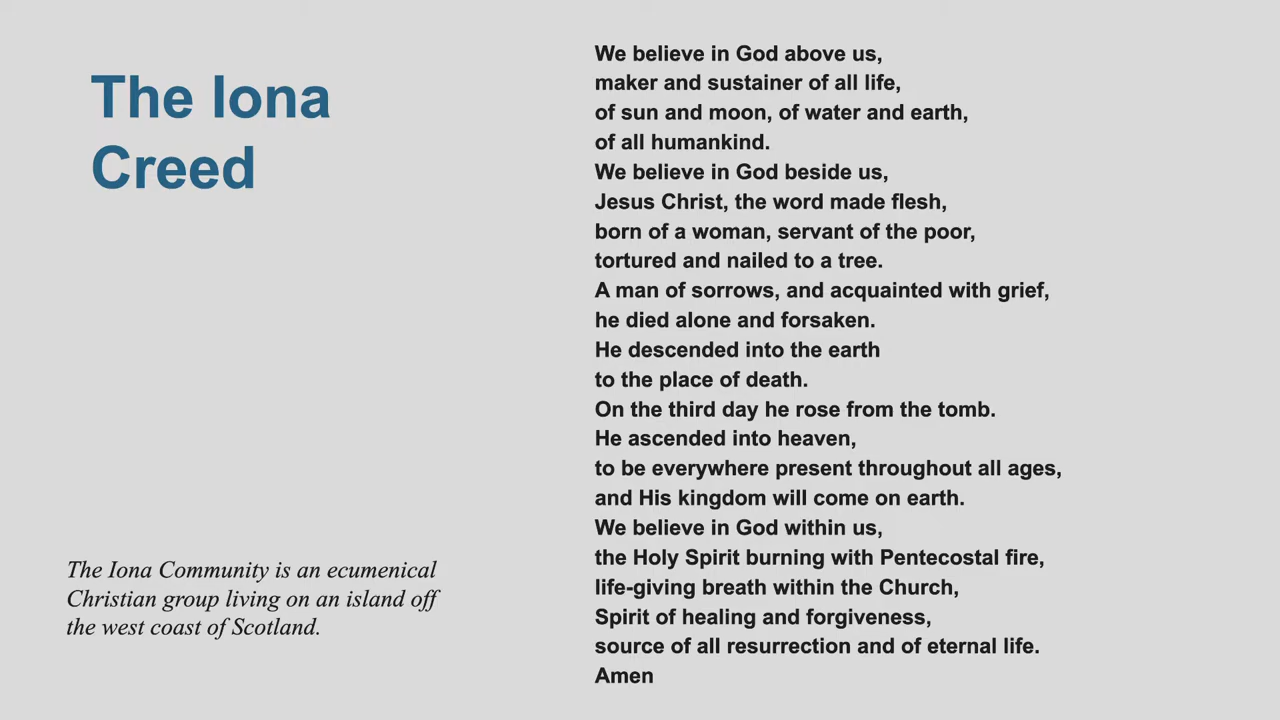 The Iona
Creed
We believe in God above us,
maker and sustainer of all life,
of sun and moon, of water and earth,
of all humankind.
We believe in God beside us,
Jesus Christ, the word made flesh,
born of a woman, servant of the poor,
tortured and nailed to a tree.
A man of sorrows, and acquainted with grief,
he died alone and forsaken.
He descended into the earth
to the place of death.
On the third day he rose from the tomb.
He ascended into heaven,
to be everywhere present throughout all ages,
and His kingdom will come on earth.
We believe in God within us,
the Holy Spirit burning with Pentecostal fire,
life-giving breath within the Church,
Spirit of healing and forgiveness,
source of all resurrection and of eternal life.
Amen
The Iona Community is an ecumenical
Christian group living on an island off
the west coast of Scotland.